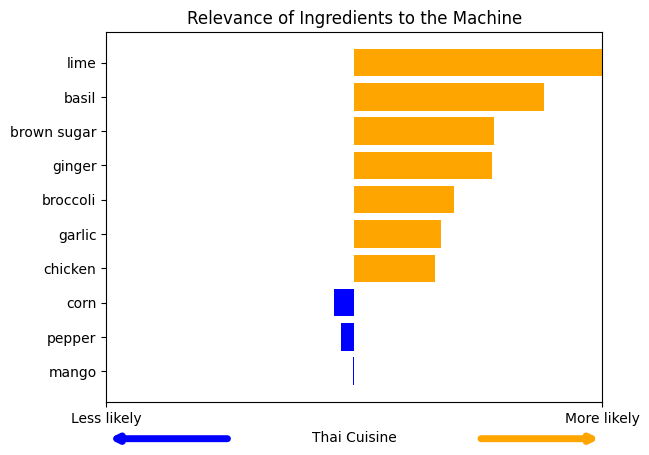 Relevance of Ingredients to the Machine
lime
basil
brown sugar
ginger
broccoli
garlic
chicken
corn
pepper
mango
Less likely
More likely
Thai Cuisine